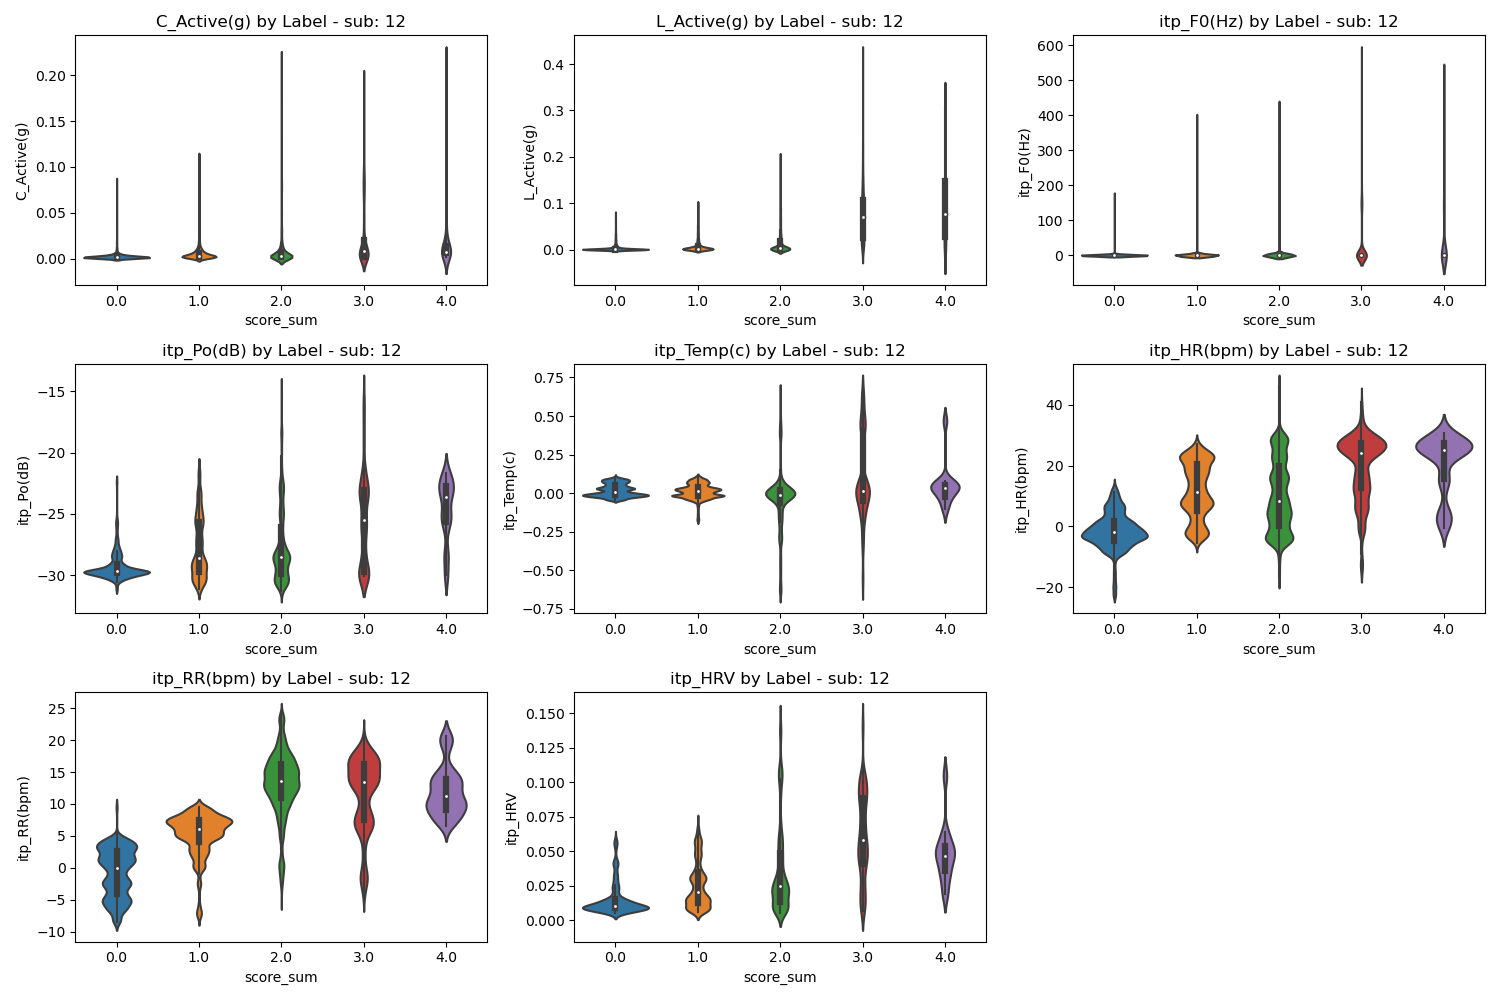 C_Active(g) by Label - sub: 12
L_Active(g) by Label - sub: 12
itp_F0(Hz) by Label - sub: 12
C_Active(g)
0.20
0.15
0.10
0.05
0.00
0.0 1.0 2.0 3.0 4.0
score_sum
L_Active(g)
0.4
0.3
0.2
0.1
0.0
0.0 1.0 2.0 3.0 4.0
score_sum
itp_F0(Hz)
600
500
400
300
200
100
0
0.0 1.0 2.0 3.0 4.0
score_sum
itp_Po(dB) by Label - sub: 12
itp_Temp(c) by Label - sub: 12
itp_HR(bpm) by Label - sub: 12
itp_Po(dB)
−15
−20
−25
−30
0.0 1.0 2.0 3.0 4.0
score_sum
itp_Temp(c)
0.75
0.50
0.25
0.00
−0.25
−0.50
−0.75
0.0 1.0 2.0 3.0 4.0
score_sum
itp_HR(bpm)
40
20
0
−20
0.0 1.0 2.0 3.0 4.0
score_sum
itp_RR(bpm) by Label - sub: 12
itp_HRV by Label - sub: 12
itp_RR(bpm)
25
20
15
10
5
0
−5
−10
0.0 1.0 2.0 3.0 4.0
score_sum
itp_HRV
0.150
0.125
0.100
0.075
0.050
0.025
0.000
0.0 1.0 2.0 3.0 4.0
score_sum